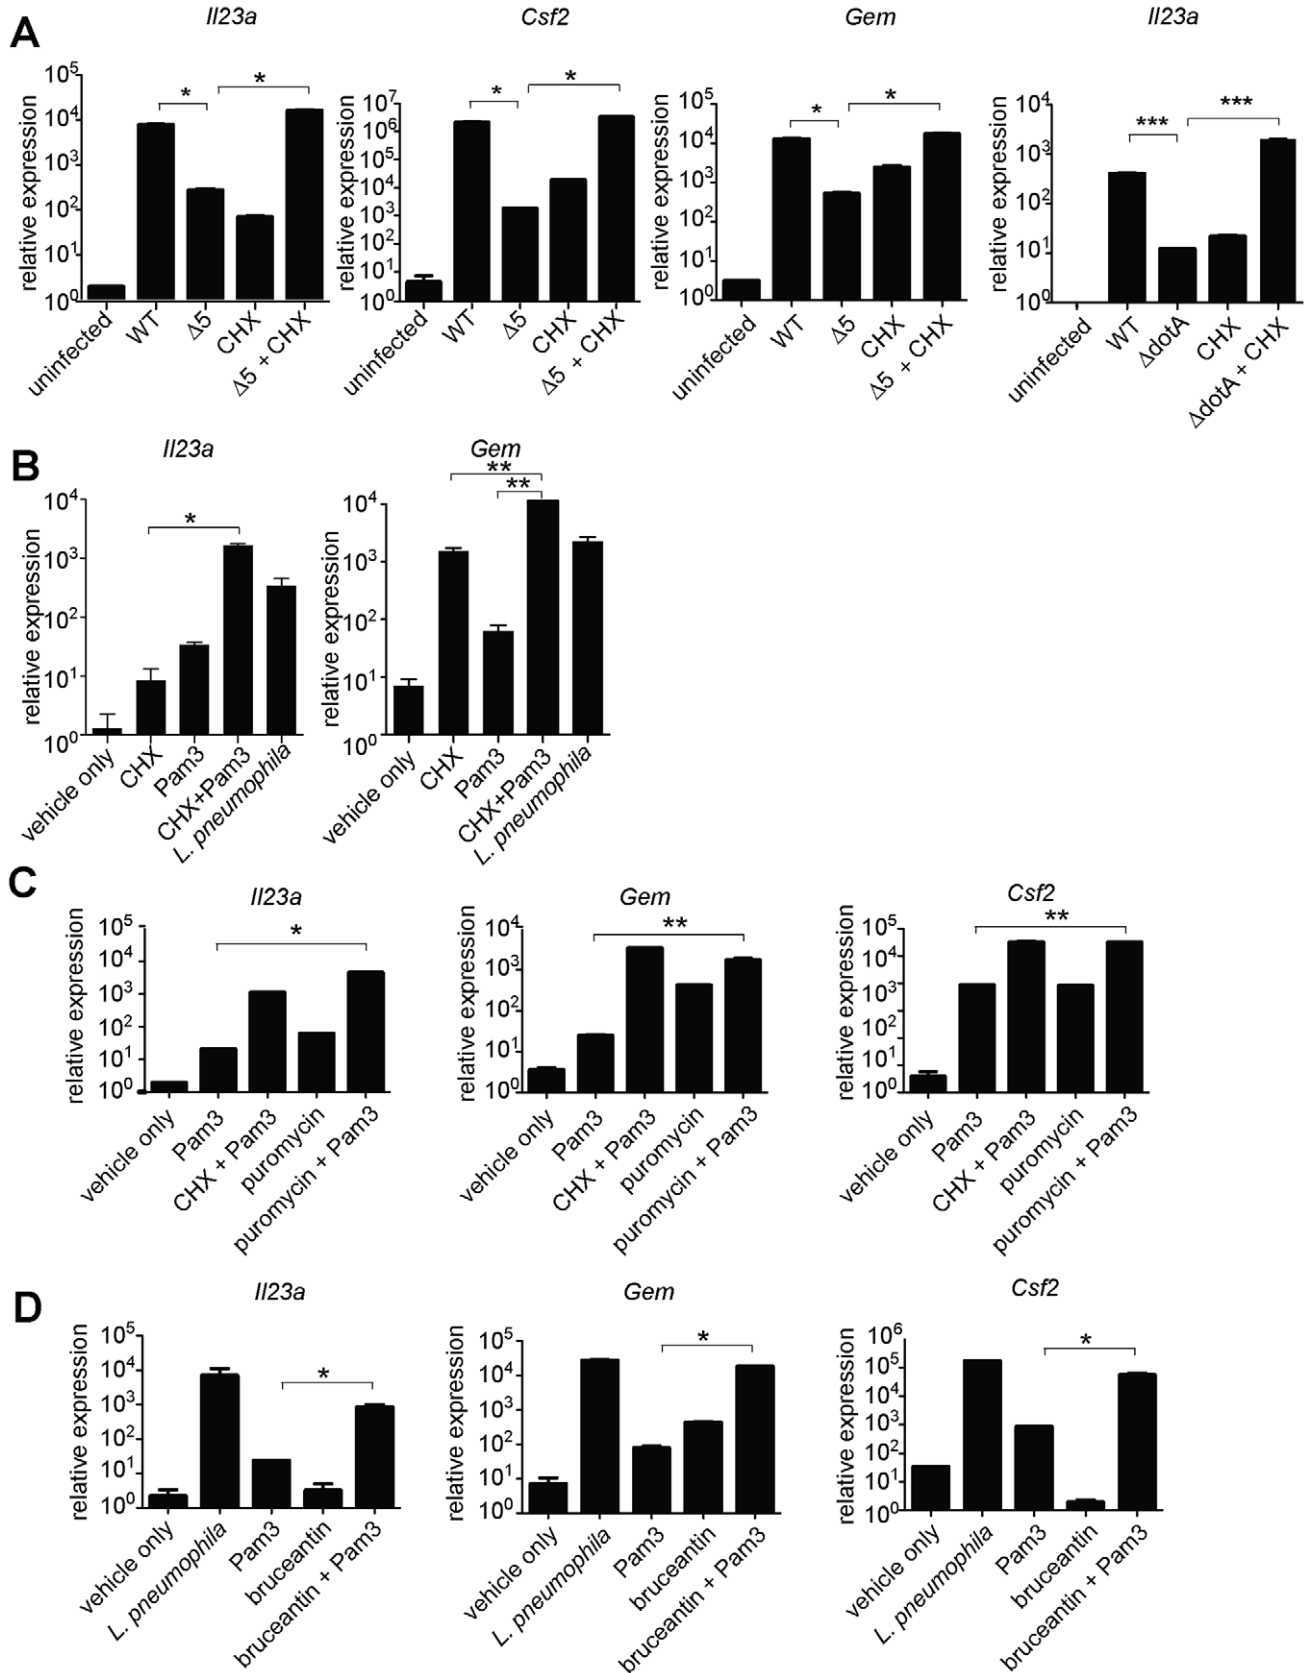 A
Il23a
Csf2
Gem
Il23a
relative expression
10^5
10^4
10^3
10^2
10^1
10^0
*
*
uninfected
WT
Δ5
CHX
Δ5 + CHX
relative expression
10^7
10^6
10^5
10^4
10^3
10^2
10^1
10^0
*
*
uninfected
WT
Δ5
CHX
Δ5 + CHX
relative expression
10^5
10^4
10^3
10^2
10^1
10^0
*
*
uninfected
WT
Δ5
CHX
Δ5 + CHX
relative expression
10^4
10^3
10^2
10^1
10^0
***
***
uninfected
WT
ΔdotA
CHX
ΔdotA + CHX
B
Il23a
Gem
relative expression
10^4
10^3
10^2
10^1
10^0
*
vehicle only
CHX
Pam3
CHX+Pam3
L. pneumophila
relative expression
10^4
10^3
10^2
10^1
10^0
**
**
vehicle only
CHX
Pam3
CHX+Pam3
L. pneumophila
C
Il23a
Gem
Csf2
relative expression
10^5
10^4
10^3
10^2
10^1
10^0
*
vehicle only
Pam3
CHX + Pam3
puromycin
puromycin + Pam3
relative expression
10^4
10^3
10^2
10^1
10^0
**
vehicle only
Pam3
CHX + Pam3
puromycin
puromycin + Pam3
relative expression
10^5
10^4
10^3
10^2
10^1
10^0
**
vehicle only
Pam3
CHX + Pam3
puromycin
puromycin + Pam3
D
Il23a
Gem
Csf2
relative expression
10^5
10^4
10^3
10^2
10^1
10^0
*
vehicle only
L. pneumophila
Pam3
bruceantin
bruceantin + Pam3
relative expression
10^5
10^4
10^3
10^2
10^1
10^0
*
vehicle only
L. pneumophila
Pam3
bruceantin
bruceantin + Pam3
relative expression
10^6
10^5
10^4
10^3
10^2
10^1
10^0
*
vehicle only
L. pneumophila
Pam3
bruceantin
bruceantin + Pam3